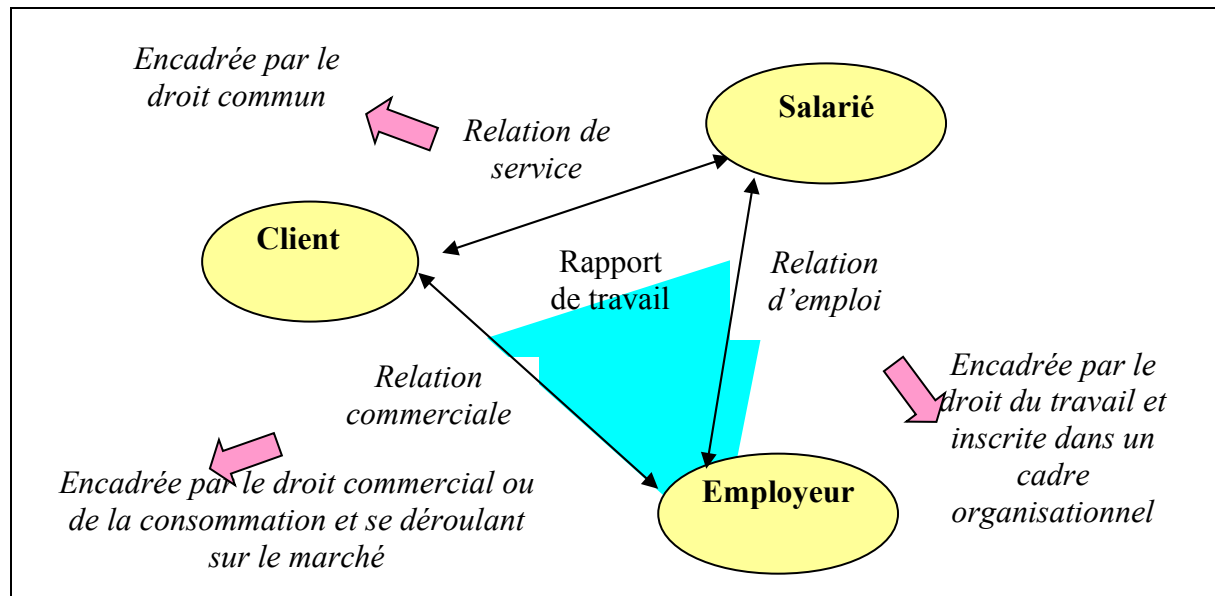 Encadrée par le
droit commun
Salarié
Relation de
service
Client
Rapport
de travail
Relation
d’emploi
Relation
commerciale
Encadrée par le
droit du travail et
inscrite dans un
cadre
organisationnel
Encadrée par le droit commercial ou
de la consommation et se déroulant
sur le marché
Employeur